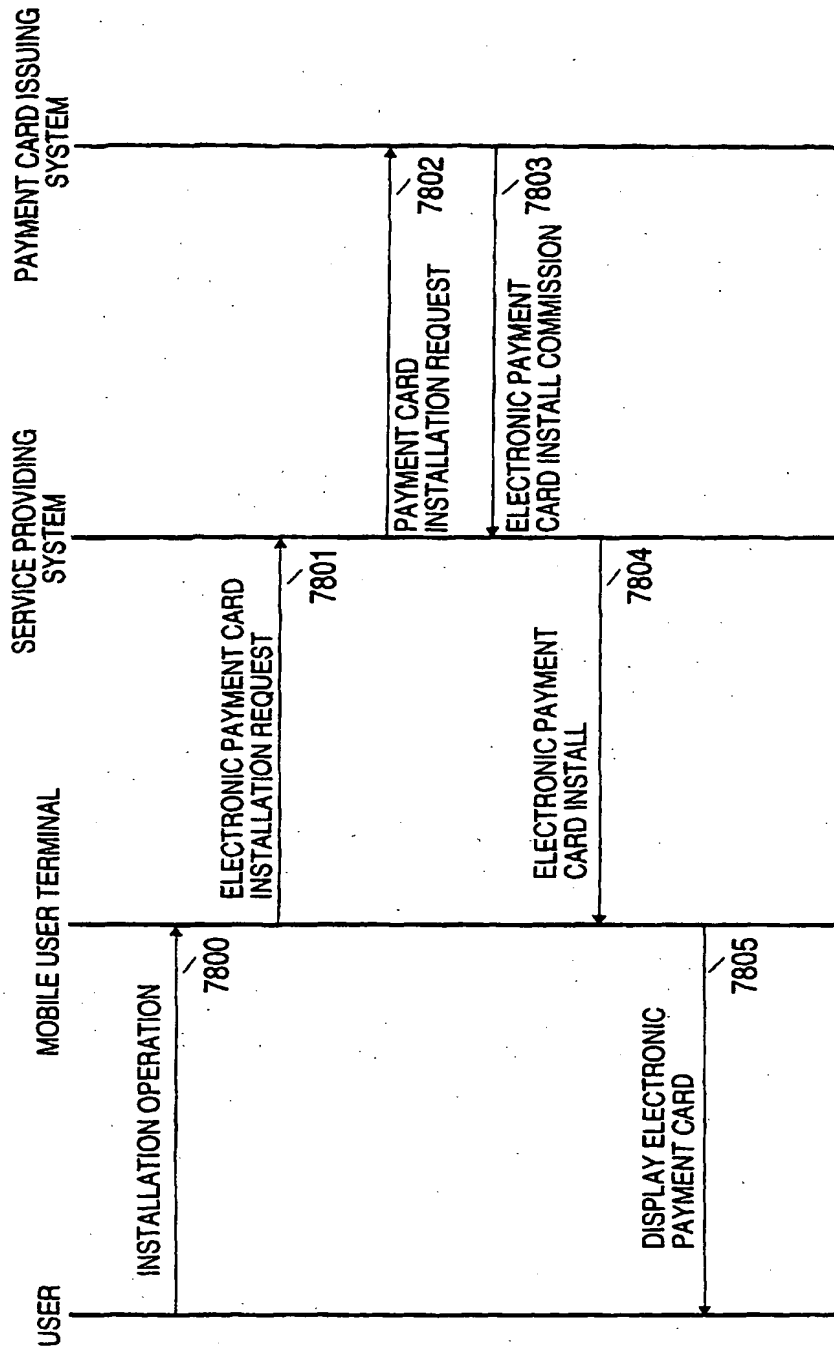 USER
MOBILE USER TERMINAL
SERVICE PROVIDING
SYSTEM
PAYMENT CARD ISSUING
SYSTEM
INSTALLATION OPERATION
7800
ELECTRONIC PAYMENT CARD
INSTALLATION REQUEST
7801
PAYMENT CARD
INSTALLATION REQUEST
7802
ELECTRONIC PAYMENT
CARD INSTALL COMMISSION
7803
ELECTRONIC PAYMENT
CARD INSTALL
7804
DISPLAY ELECTRONIC
PAYMENT CARD
7805